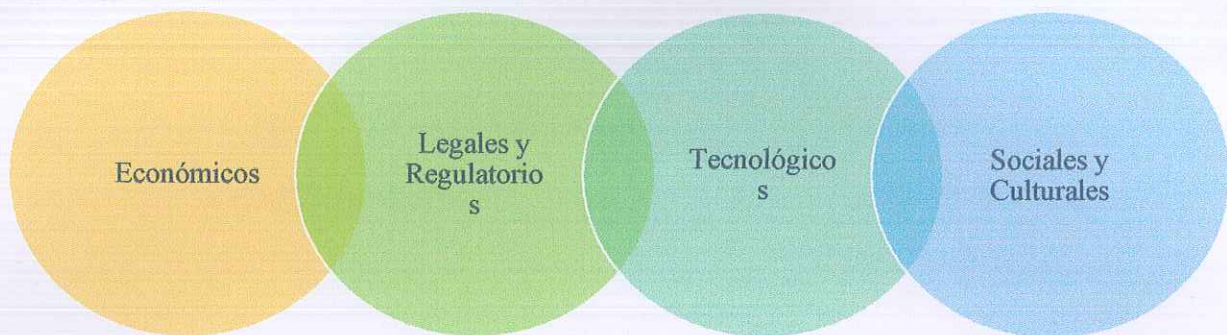 Económicos
Legales y
Regulatorio
s
Tecnológico
s
Sociales y
Culturales